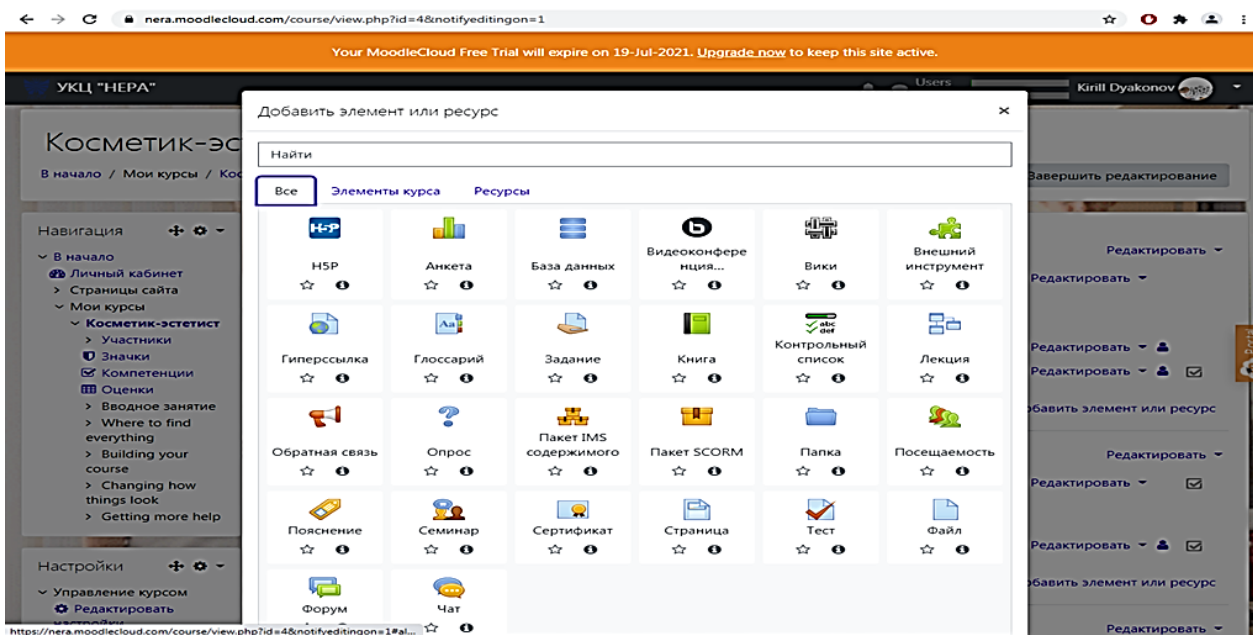 nera.moodlecloud.com/course/view.php?id=4&notifyeditingon=1
Your MoodleCloud Free Trial will expire on 19-Jul-2021. Upgrade now to keep this site active.
УКЦ "НЕРА"
Users
Kirill Dyakonov
Добавить элемент или ресурс
×
Найти
Все Элементы курса Ресурсы
H5P
H5P
Анкета
База данных
Видеоконфере
нция...
Вики
Внешний
инструмент
Гиперссылка
Aa
Глоссарий
Задание
Книга
abc
def
Контрольный
список
Лекция
Обратная связь
Опрос
Пакет IMS
содержимого
Пакет SCORM
Папка
Посещаемость
Пояснение
Семинар
Сертификат
Страница
Тест
Файл
Форум
Чат
Косметик-эс
В начало / Мои курсы / Кос
Завершить редактирование
Навигация
В начало
Личный кабинет
Страницы сайта
Мои курсы
Косметик-эстетист
Участники
Значки
Компетенции
Оценки
Вводное занятие
Where to find
everything
Building your
course
Changing how
things look
Getting more help
Настройки
Управление курсом
Редактировать
настройки
Редактировать
Редактировать
Редактировать
Редактировать
обавить элемент или ресурс
Редактировать
Редактировать
Редактировать
обавить элемент или ресурс
Редактировать
https://nera.moodlecloud.com/course/view.php?id=4&notifyeditingon=1#al...